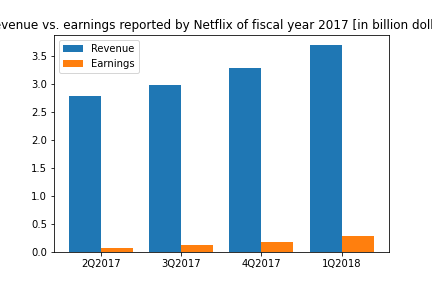 venue vs. earnings reported by Netflix of fiscal year 2017 [in billion doll
Revenue
Earnings
3.5
3.0
2.5
2.0
1.5
1.0
0.5
0.0
2Q2017 3Q2017 4Q2017 1Q2018